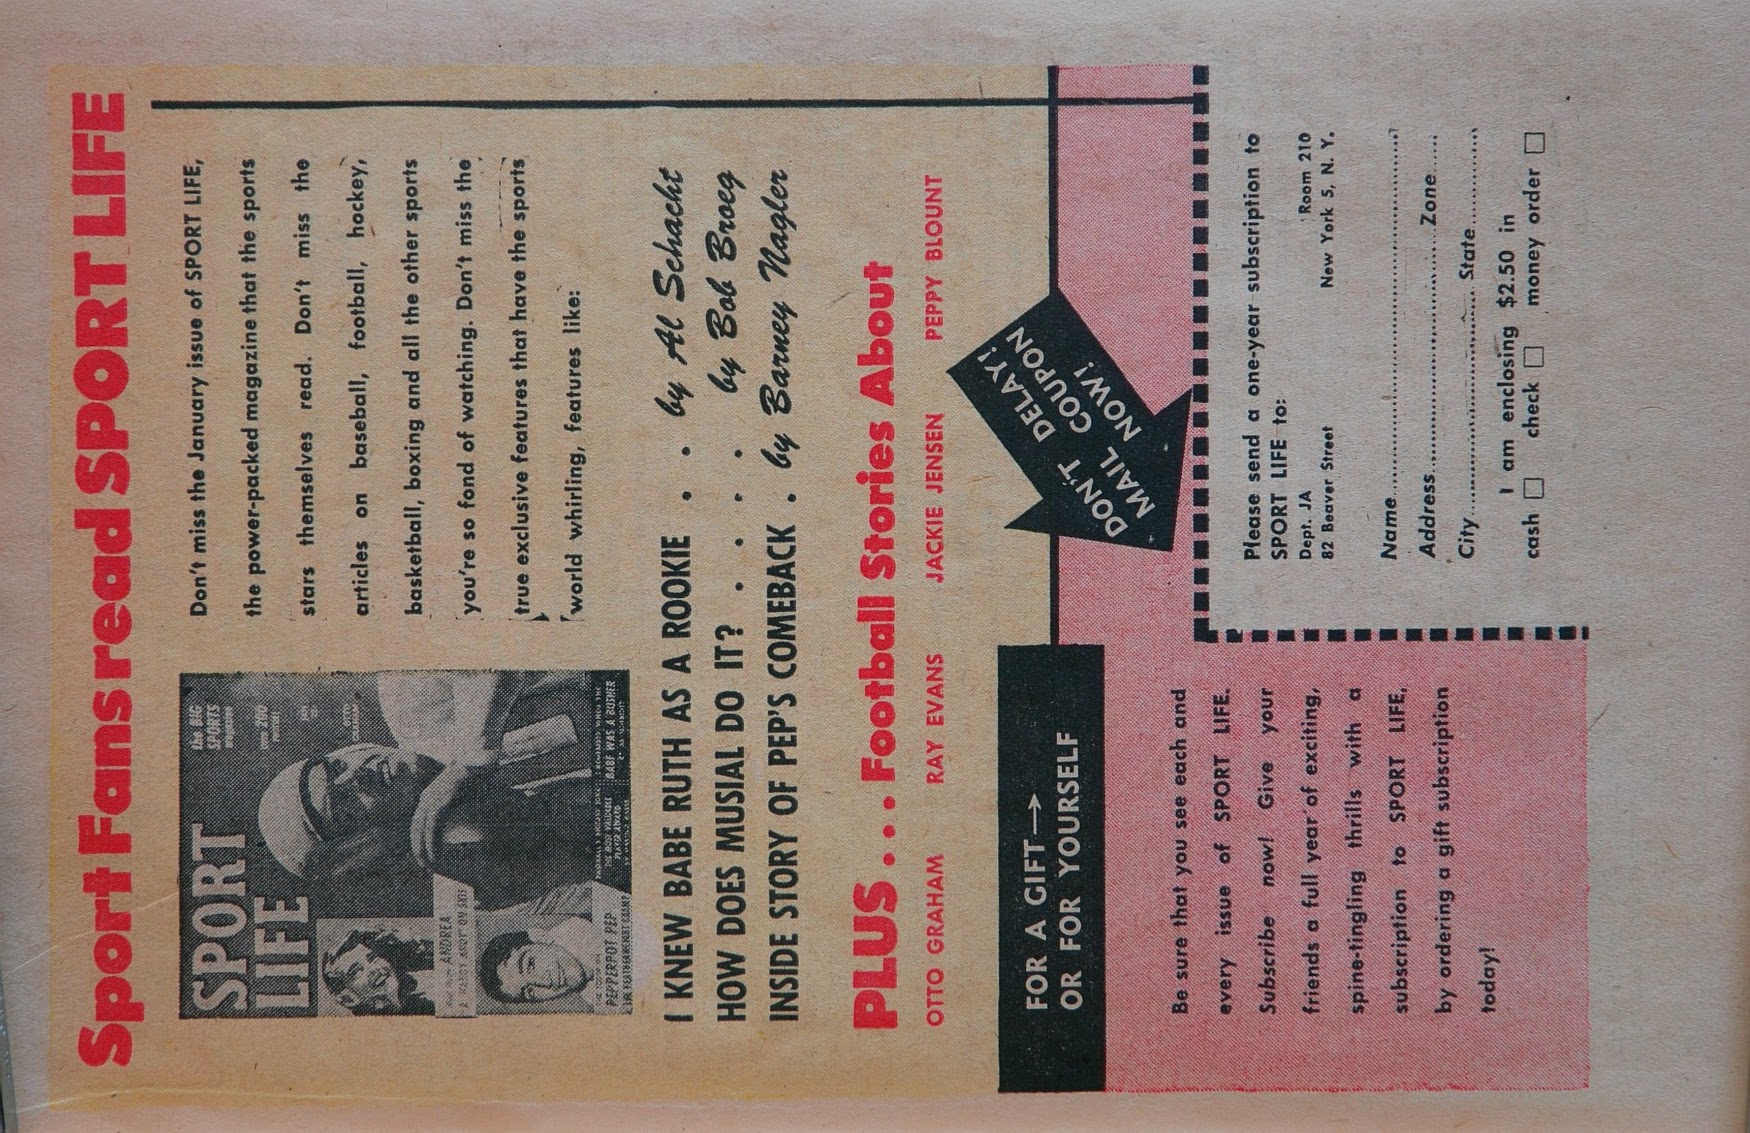 Sport Fans read SPORT LIFE
SPORT
LIFE
the BIG
SPORTS
ANDREA
PEPPERPOT PEP
BABE WAS A BUSHER
THE MOST VALUABLE
PLAYER AWARD
Don't miss the January issue of SPORT LIFE,
the power-packed magazine that the sports
stars themselves read. Don't miss the
articles on baseball, football, hockey,
basketball, boxing and all the other sports
you're so fond of watching. Don't miss the
true exclusive features that have the sports
world whirling, features like:
I KNEW BABE RUTH AS A ROOKIE . . by Al Schacht
HOW DOES MUSIAL DO IT? . . . . . by Bob Broeg
INSIDE STORY OF PEP'S COMEBACK . by Barney Nagler
PLUS . . . Football Stories About
OTTO GRAHAM RAY EVANS JACKIE JENSEN PEPPY BLOUNT
FOR A GIFT→
OR FOR YOURSELF
DON'T DELAY!
MAIL COUPON
NOW!
Be sure that you see each and
every issue of SPORT LIFE.
Subscribe now! Give your
friends a full year of exciting,
spine-tingling thrills with a
subscription to SPORT LIFE,
by ordering a gift subscription
today!
Please send a one-year subscription to
SPORT LIFE to:
Dept. JA Room 210
82 Beaver Street New York 5, N. Y.
Name
Address Zone
City State
I am enclosing $2.50 in
cash □ check □ money order □